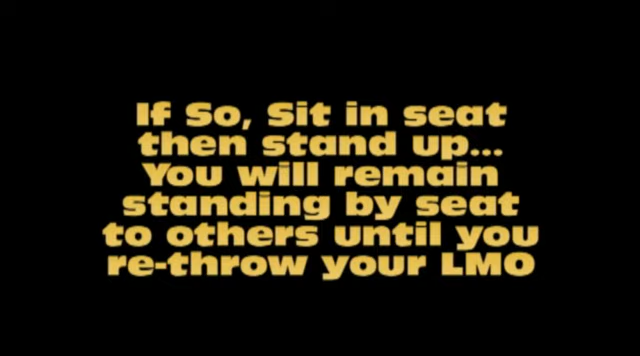 If So, Sit in seat
then stand up...
You will remain
standing by seat
to others until you
re-throw your LMO